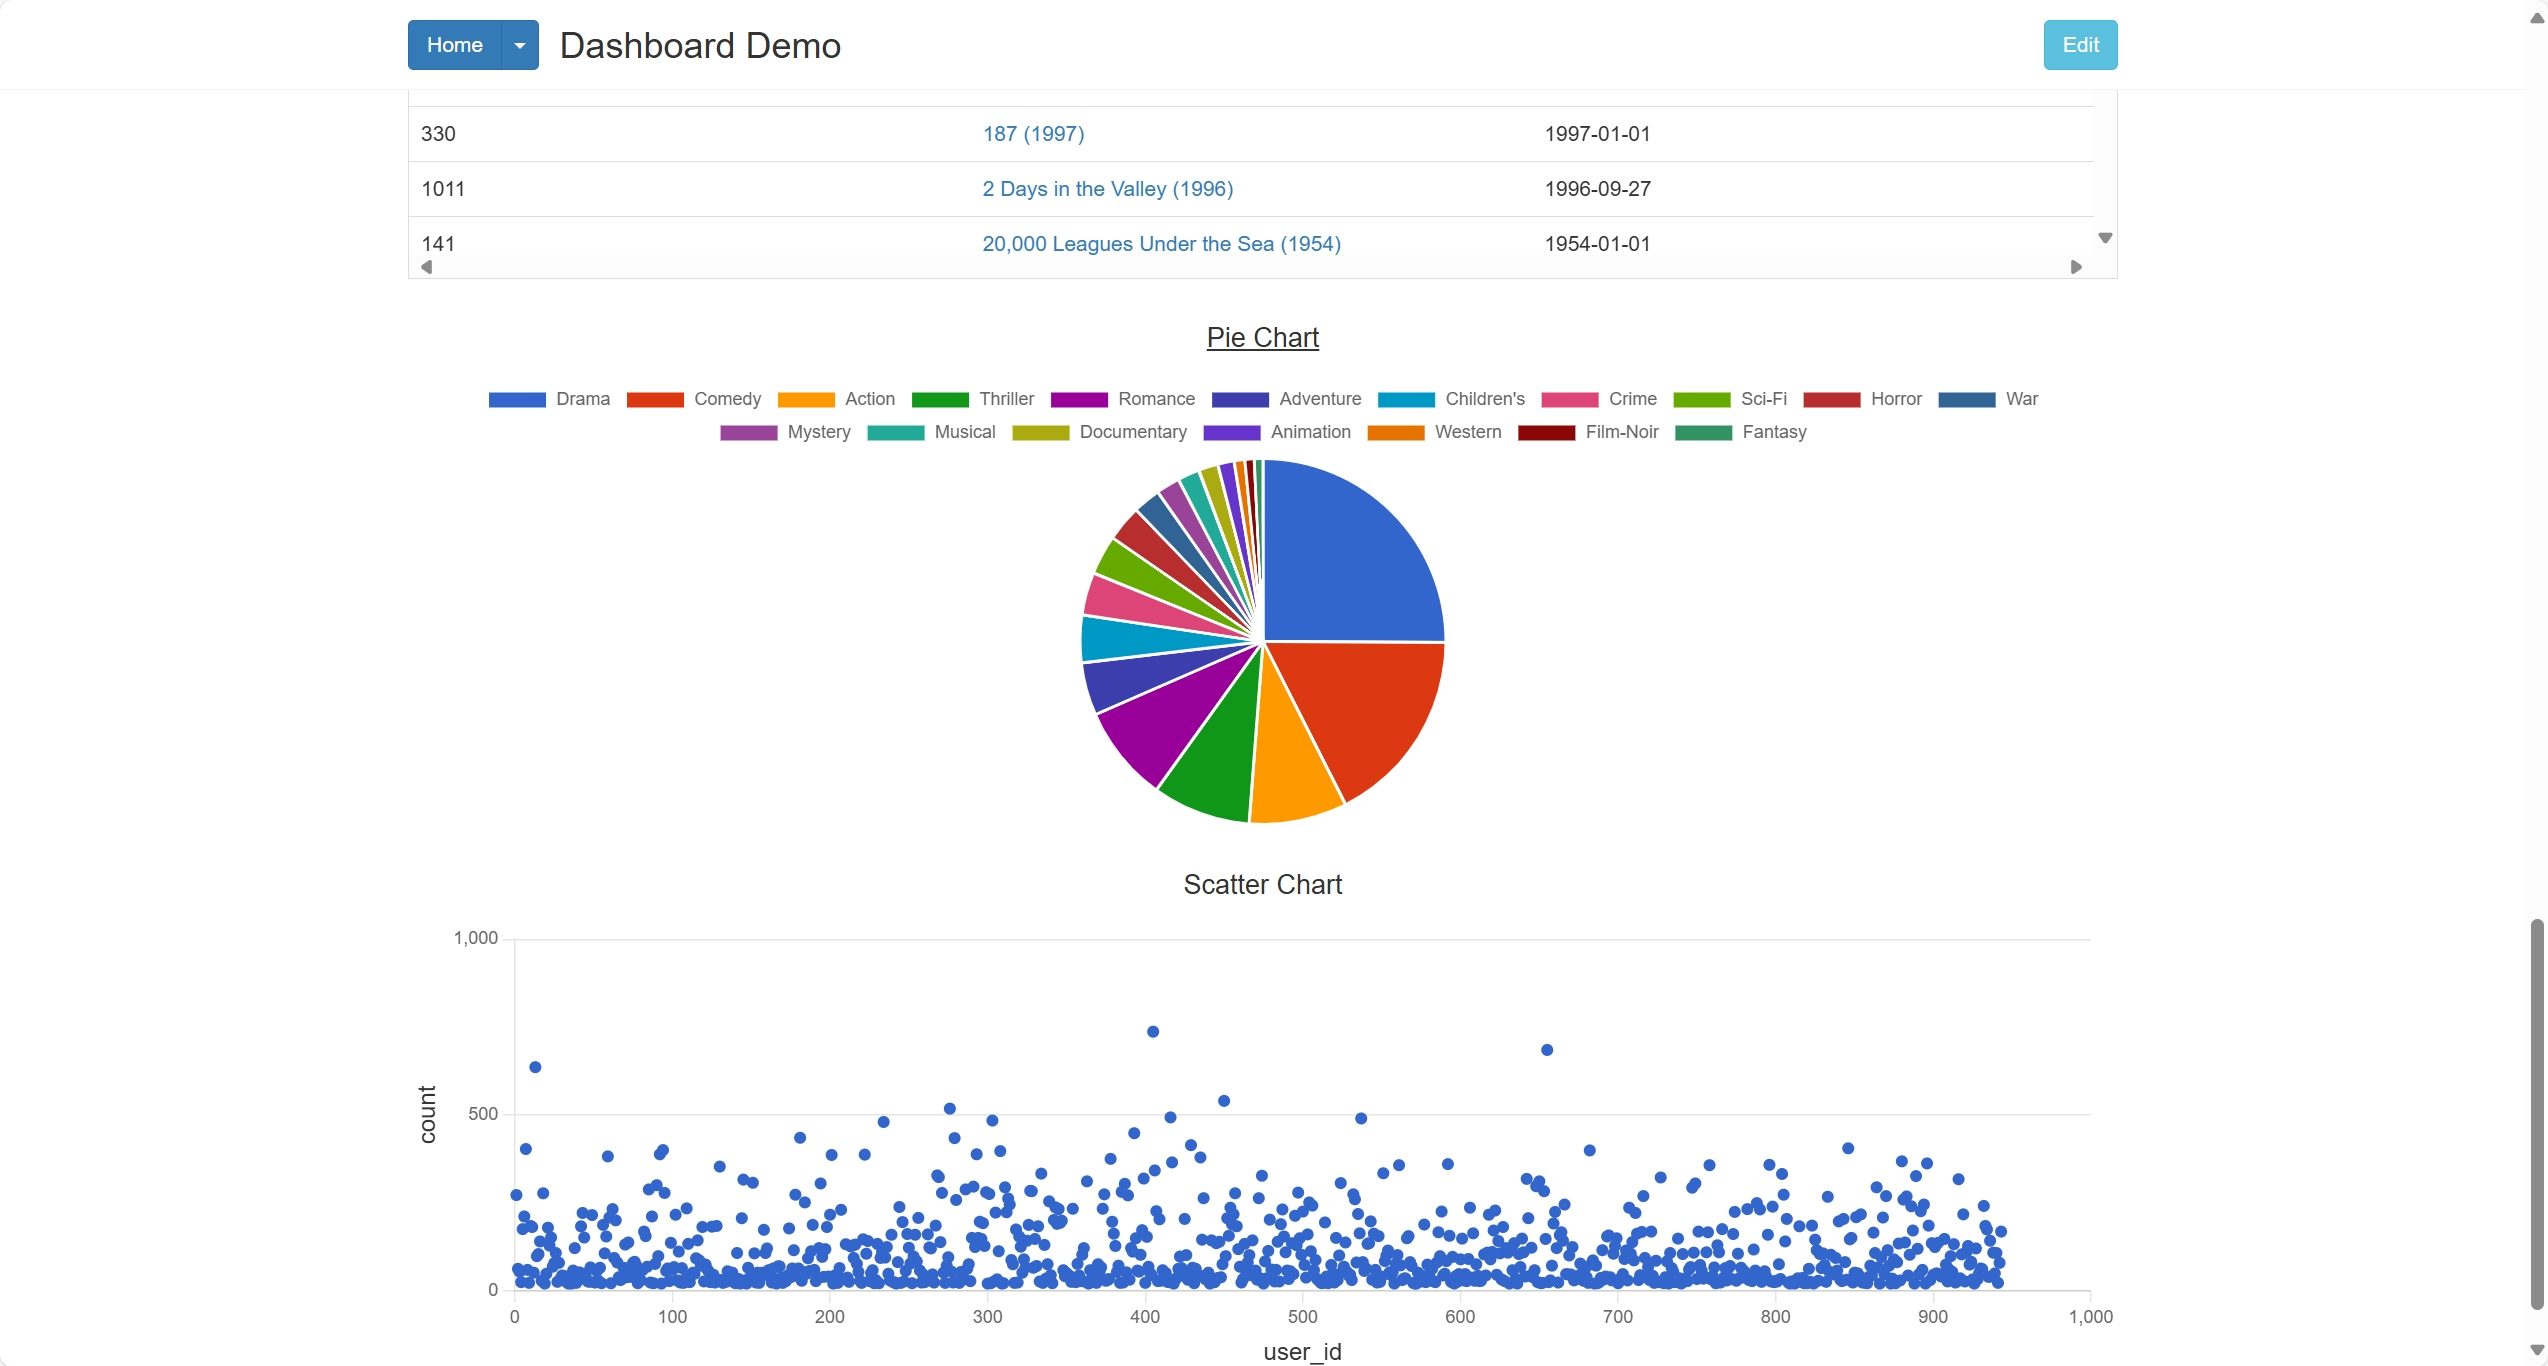 Home Dashboard Demo Edit
330 187 (1997) 1997-01-01
1011 2 Days in the Valley (1996) 1996-09-27
141 20,000 Leagues Under the Sea (1954) 1954-01-01
Pie Chart
Drama Comedy Action Thriller Romance Adventure Children's Crime Sci-Fi Horror War
Mystery Musical Documentary Animation Western Film-Noir Fantasy
Scatter Chart
1,000
500
0
count
0 100 200 300 400 500 600 700 800 900 1,000
user_id